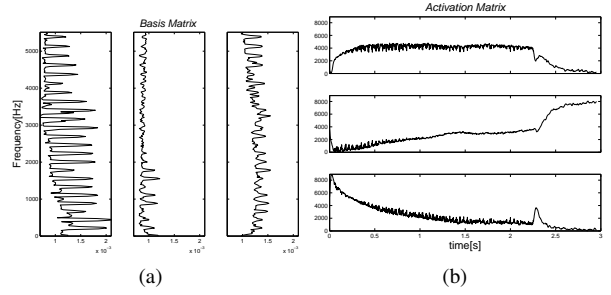 Basis Matrix
Frequency[Hz]
5000
4000
3000
2000
1000
0
1 1.5 2
x 10⁻³
1 1.5 2
x 10⁻³
1 1.5 2
x 10⁻³
(a)
Activation Matrix
8000
6000
4000
2000
0
8000
6000
4000
2000
0
8000
6000
4000
2000
0
0 0.5 1 1.5 2 2.5 3
time[s]
(b)